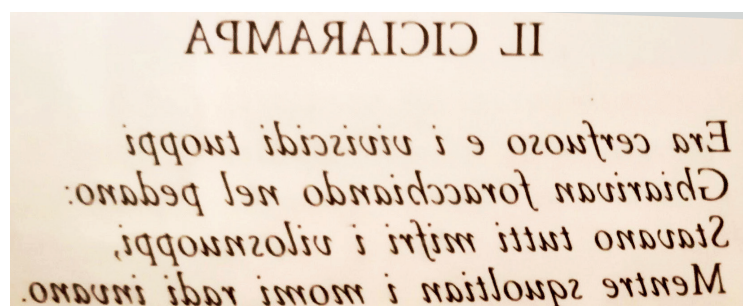 IL CICIARAMPA
Era cerfuoso e i viviscidi tuoppi
Ghiarivan foracchiando nel pedano:
Stavano tutti mifri i vilosnuoppi,
Mentre squoltian i momi radi invano.